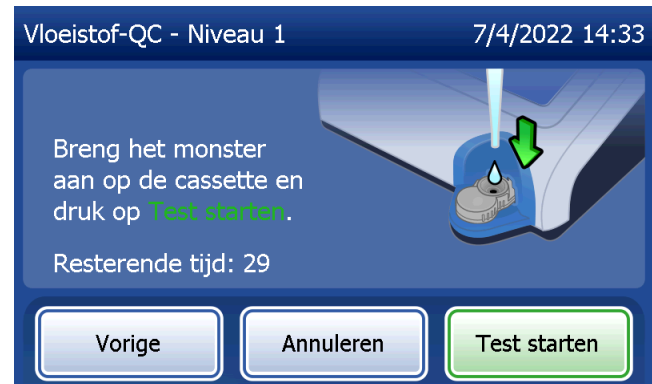 Vloeistof-QC - Niveau 1 7/4/2022 14:33
Breng het monster
aan op de cassette en
druk op Test starten.
Resterende tijd: 29
Vorige Annuleren Test starten